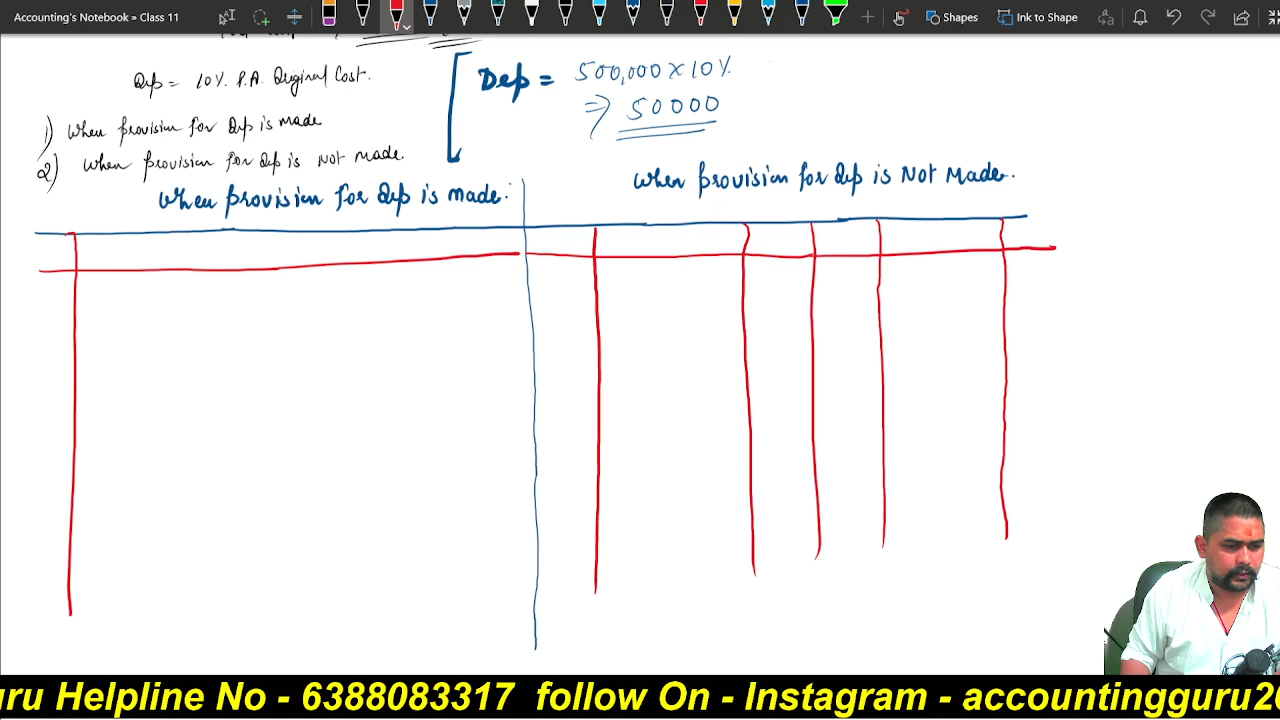 Accounting's Notebook » Class 11
Shapes
Ink to Shape
Dep = 10% P.A. Original Cost.
1) When provision for Dep is made
2) When provision for Dep is Not Made.
Dep = 500,000 × 10%
⇒ 50000
When provision for Dep is made:
When provision for Dep is Not Made.
uru Helpline No - 6388083317 follow On - Instagram - accountingguru20